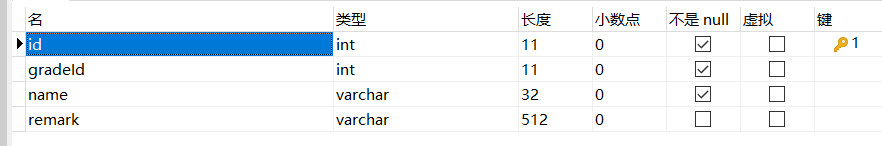 名 类型 长度 小数点 不是 null 虚拟 键
id int 11 0 1
gradeId int 11 0
name varchar 32 0
remark varchar 512 0